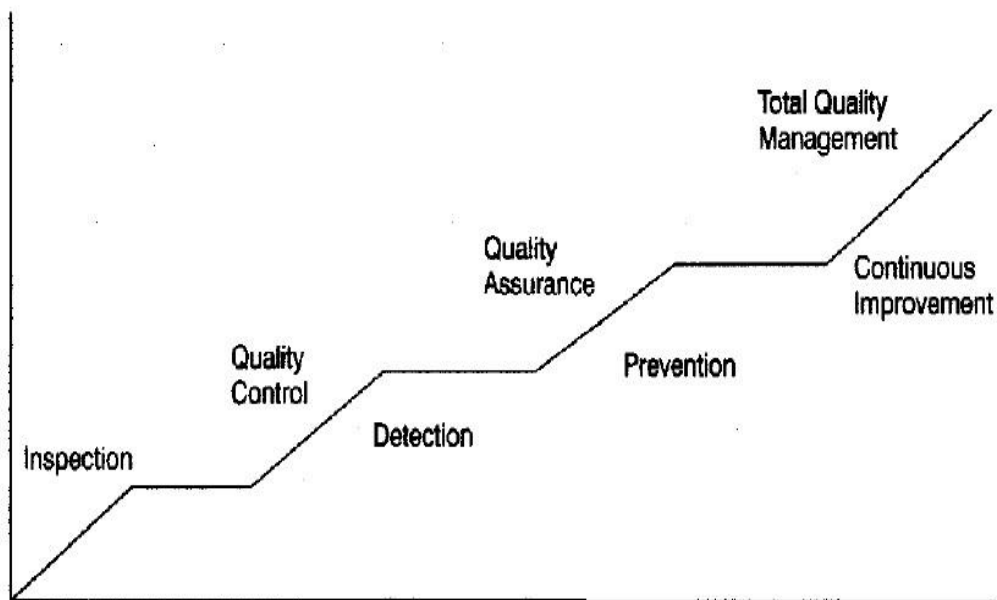 Total Quality
Management
Quality
Assurance
Continuous
Improvement
Quality
Control
Prevention
Detection
Inspection